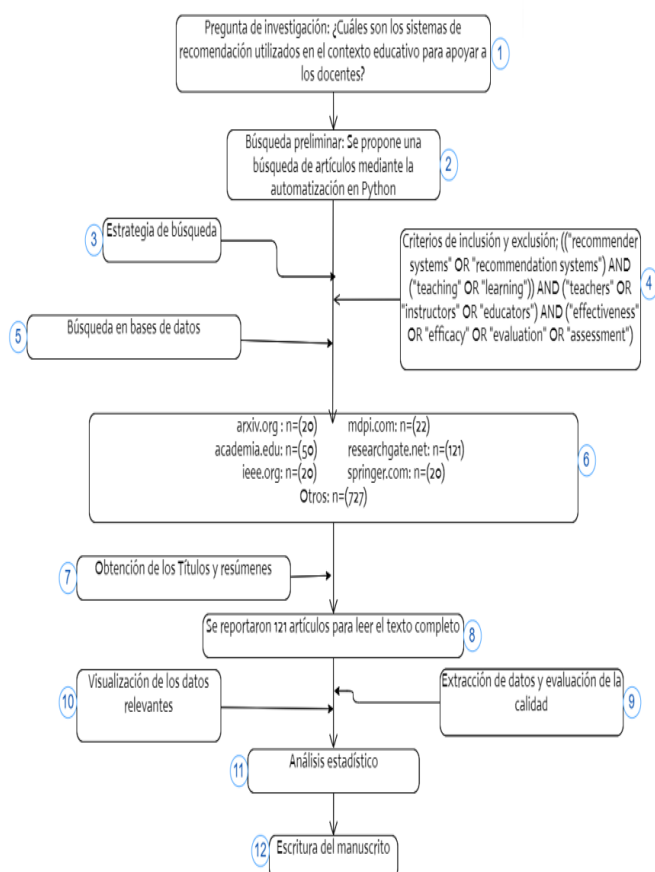 Pregunta de investigación: ¿Cuáles son los sistemas de
recomendación utilizados en el contexto educativo para apoyar a
los docentes?
1
Búsqueda preliminar: Se propone una
búsqueda de artículos mediante la
automatización en Python
2
3
Estrategia de búsqueda
Criterios de inclusión y exclusión; (("recommender
systems" OR "recommendation systems") AND
("teaching" OR "learning")) AND ("teachers" OR
"instructors" OR "educators") AND ("effectiveness"
OR "efficacy" OR "evaluation" OR "assessment")
4
5
Búsqueda en bases de datos
arxiv.org : n=(20) mdpi.com: n=(22)
academia.edu: n=(50) researchgate.net: n=(121)
ieee.org: n=(20) springer.com: n=(20)
Otros: n=(727)
6
7
Obtención de los Títulos y resúmenes
Se reportaron 121 artículos para leer el texto completo
8
10
Visualización de los datos
relevantes
Extracción de datos y evaluación de la
calidad
9
11
Análisis estadístico
12
Escritura del manuscrito